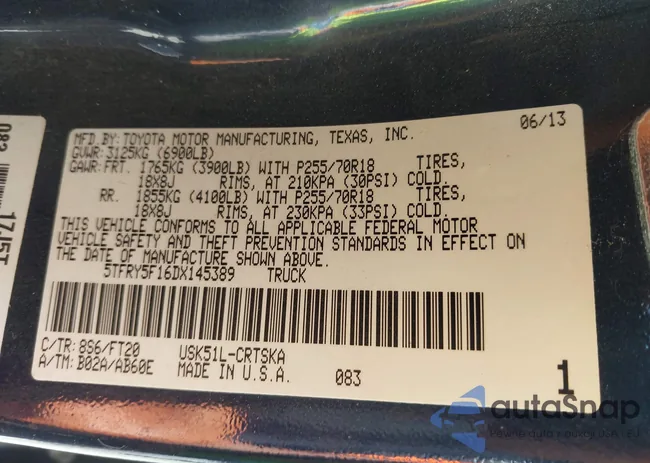 06/13
MFD.BY:TOYOTA MOTOR MANUFACTURING, TEXAS, INC.
GVWR:3125KG (6900LB)
GAWR:FRT. 1765KG (3900LB) WITH P255/70R18 TIRES,
18X8J RIMS, AT 210KPA (30PSI) COLD.
RR. 1855KG (4100LB) WITH P255/70R18 TIRES,
18X8J RIMS, AT 230KPA (33PSI) COLD.
THIS VEHICLE CONFORMS TO ALL APPLICABLE FEDERAL MOTOR
VEHICLE SAFETY AND THEFT PREVENTION STANDARDS IN EFFECT ON
THE DATE OF MANUFACTURE SHOWN ABOVE.
5TFRY5F16DX145389 TRUCK
C/TR: 8S6/FT20 USK51L-CRTSKA
A/TM: B02A/AB60E MADE IN U.S.A. 083 1
083
17J5T
autaSnap